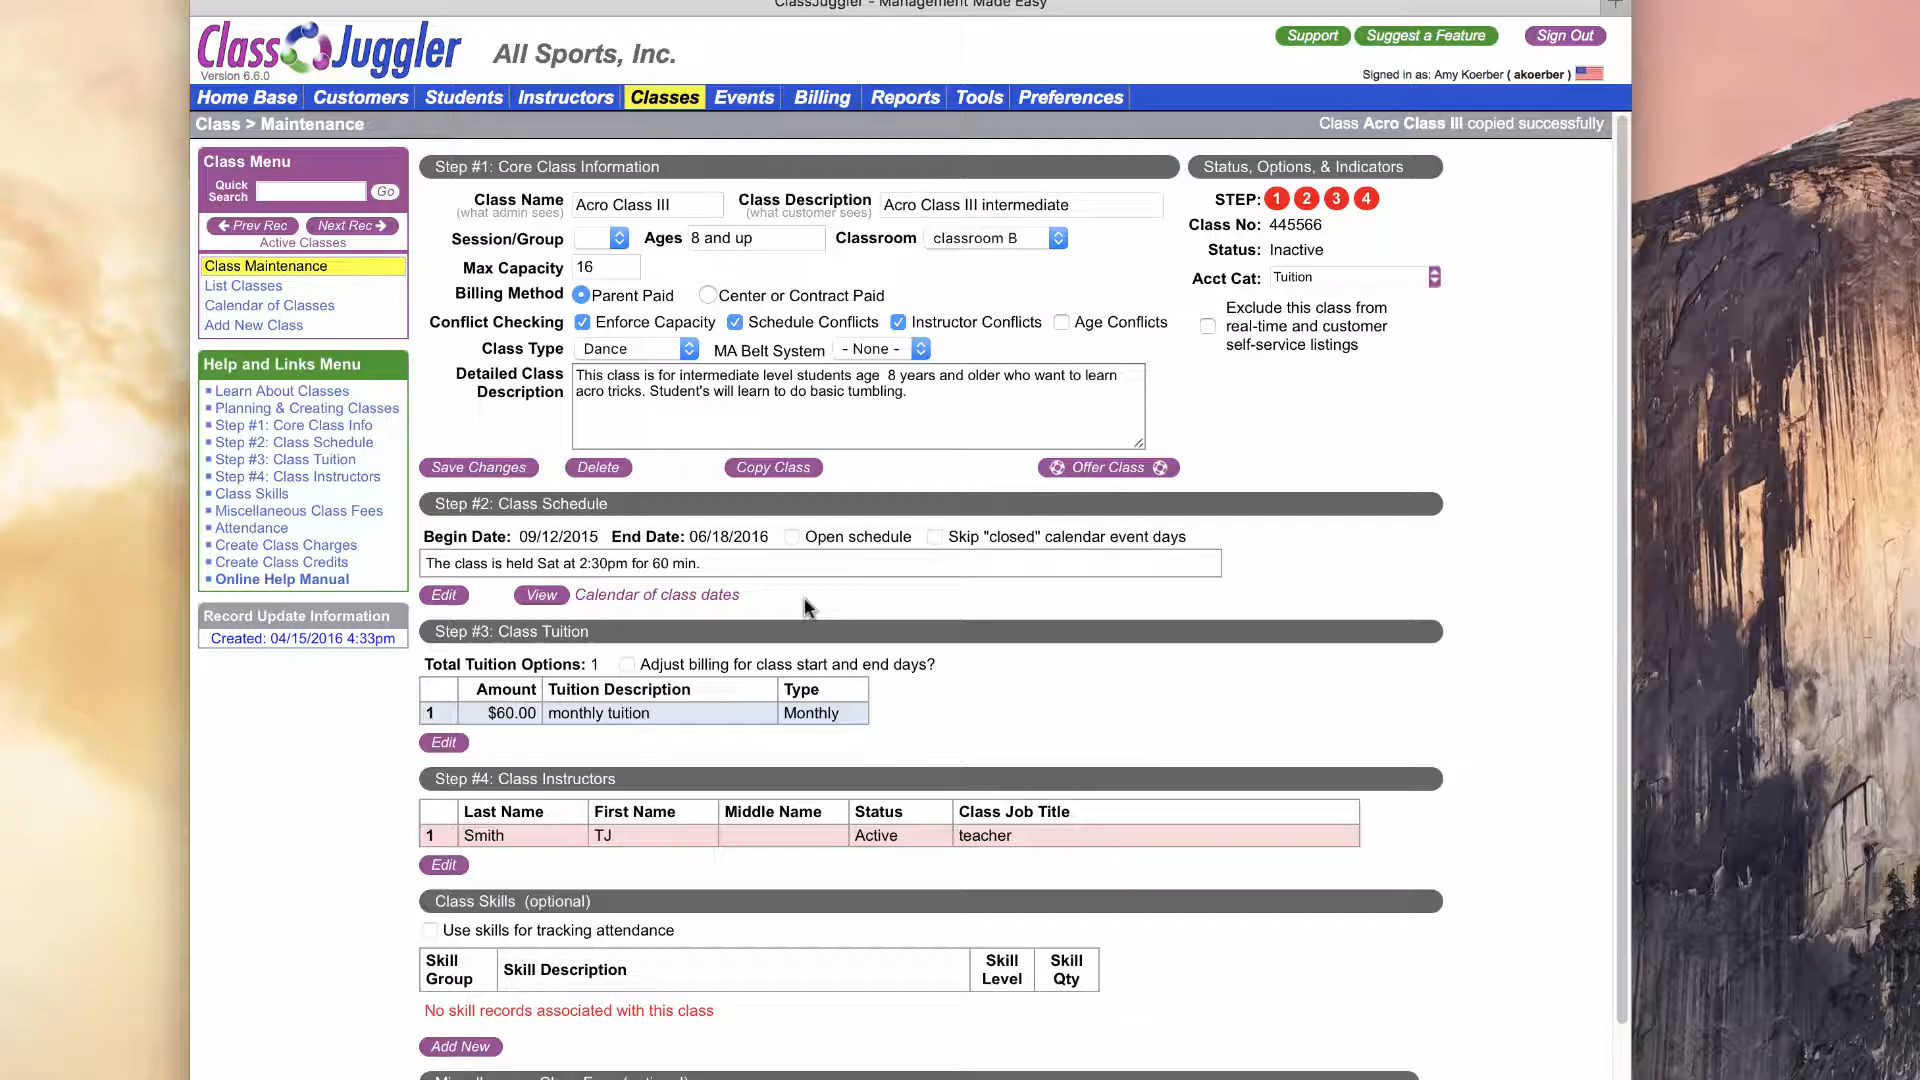 ClassJuggler - Management Made Easy
Class Juggler
Version 6.6.0
All Sports, Inc.
Support
Suggest a Feature
Sign Out
Signed in as: Amy Koerber ( akoerber )
Home Base Customers Students Instructors Classes Events Billing Reports Tools Preferences
Class > Maintenance
Class Acro Class III copied successfully
Class Menu
Quick Search
Go
Prev Rec
Next Rec
Active Classes
Class Maintenance
List Classes
Calendar of Classes
Add New Class
Help and Links Menu
Learn About Classes
Planning & Creating Classes
Step #1: Core Class Info
Step #2: Class Schedule
Step #3: Class Tuition
Step #4: Class Instructors
Class Skills
Miscellaneous Class Fees
Attendance
Create Class Charges
Create Class Credits
Online Help Manual
Record Update Information
Created: 04/15/2016 4:33pm
Step #1: Core Class Information
Class Name
(what admin sees)
Acro Class III
Class Description
(what customer sees)
Acro Class III intermediate
Session/Group
Ages 8 and up
Classroom classroom B
Max Capacity 16
Billing Method Parent Paid Center or Contract Paid
Conflict Checking Enforce Capacity Schedule Conflicts Instructor Conflicts Age Conflicts
Class Type Dance MA Belt System - None -
Detailed Class
Description
This class is for intermediate level students age 8 years and older who want to learn
acro tricks. Student's will learn to do basic tumbling.
Save Changes
Delete
Copy Class
Offer Class
Status, Options, & Indicators
STEP: 1 2 3 4
Class No: 445566
Status: Inactive
Acct Cat: Tuition
Exclude this class from
real-time and customer
self-service listings
Step #2: Class Schedule
Begin Date: 09/12/2015 End Date: 06/18/2016 Open schedule Skip "closed" calendar event days
The class is held Sat at 2:30pm for 60 min.
Edit
View
Calendar of class dates
Step #3: Class Tuition
Total Tuition Options: 1 Adjust billing for class start and end days?
Amount Tuition Description Type
1 $60.00 monthly tuition Monthly
Edit
Step #4: Class Instructors
Last Name First Name Middle Name Status Class Job Title
1 Smith TJ Active teacher
Edit
Class Skills (optional)
Use skills for tracking attendance
Skill Group Skill Description Skill Level Skill Qty
No skill records associated with this class
Add New